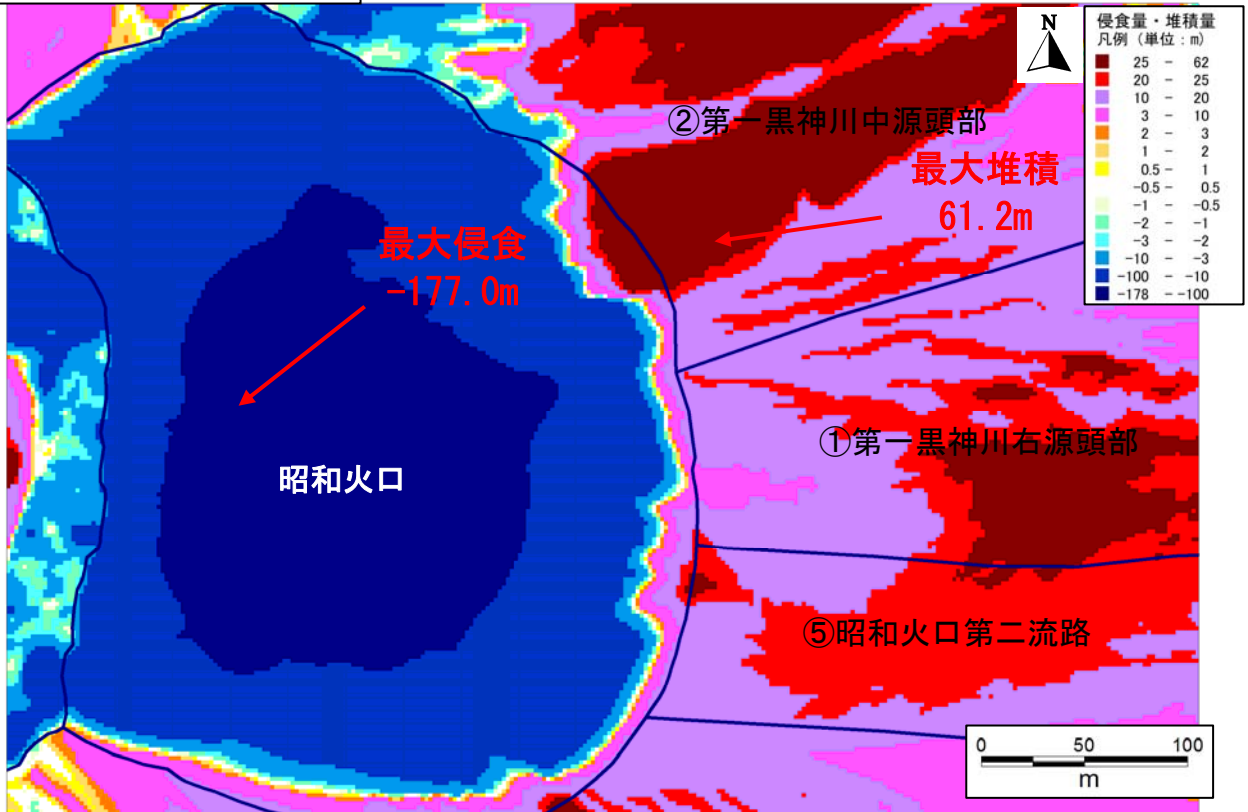 N
侵食量・堆積量
凡例（単位：m）
25 － 62
20 － 25
10 － 20
3 － 10
2 － 3
1 － 2
0.5 － 1
-0.5 － 0.5
-1 － -0.5
-2 － -1
-3 － -2
-10 － -3
-100 － -10
-178 － -100
②第一黒神川中源頭部
最大堆積
61.2m
最大侵食
-177.0m
①第一黒神川右源頭部
昭和火口
⑤昭和火口第二流路
0 50 100
m